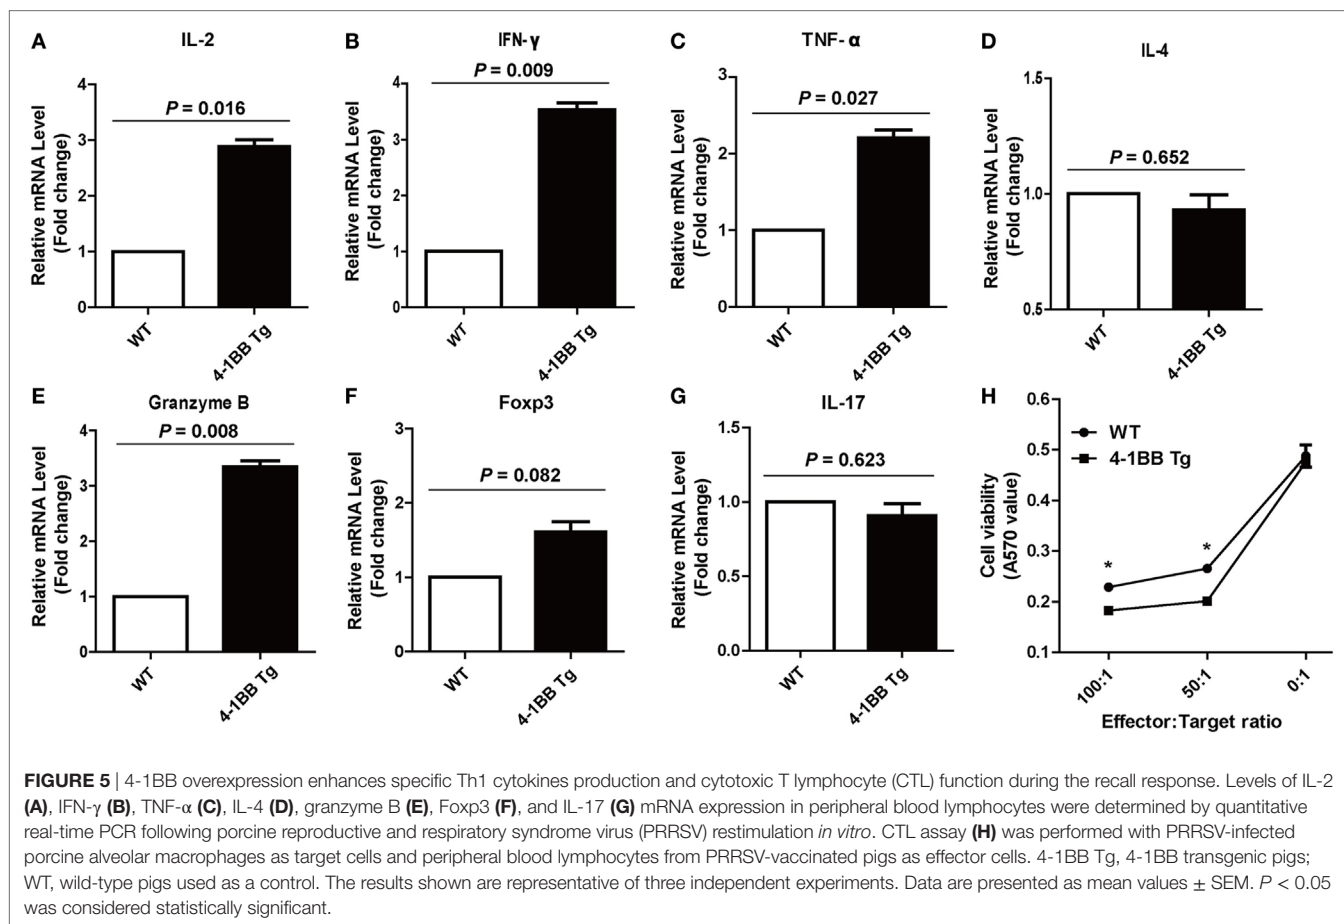 A
IL-2
Relative mRNA Level
(Fold change)
4
3
2
1
0
P = 0.016
WT
4-1BB Tg
B
IFN-γ
Relative mRNA Level
(Fold change)
4
3
2
1
0
P = 0.009
WT
4-1BB Tg
C
TNF-α
Relative mRNA Level
(Fold change)
3
2
1
0
P = 0.027
WT
4-1BB Tg
D
IL-4
Relative mRNA Level
(Fold change)
1.5
1.0
0.5
P = 0.652
WT
4-1BB Tg
E
Granzyme B
Relative mRNA Level
(Fold change)
4
3
2
1
0
P = 0.008
WT
4-1BB Tg
F
Foxp3
Relative mRNA Level
(Fold change)
3
2
1
0
P = 0.082
WT
4-1BB Tg
G
IL-17
Relative mRNA Level
(Fold change)
1.5
1.0
0.5
0.0
P = 0.623
WT
4-1BB Tg
H
Cell viability
(A570 value)
0.6
0.5
0.4
0.3
0.2
0.1
WT
4-1BB Tg
*
*
100:1
50:1
0:1
Effector:Target ratio
FIGURE 5 | 4-1BB overexpression enhances specific Th1 cytokines production and cytotoxic T lymphocyte (CTL) function during the recall response. Levels of IL-2
(A), IFN-γ (B), TNF-α (C), IL-4 (D), granzyme B (E), Foxp3 (F), and IL-17 (G) mRNA expression in peripheral blood lymphocytes were determined by quantitative
real-time PCR following porcine reproductive and respiratory syndrome virus (PRRSV) restimulation in vitro. CTL assay (H) was performed with PRRSV-infected
porcine alveolar macrophages as target cells and peripheral blood lymphocytes from PRRSV-vaccinated pigs as effector cells. 4-1BB Tg, 4-1BB transgenic pigs;
WT, wild-type pigs used as a control. The results shown are representative of three independent experiments. Data are presented as mean values ± SEM. P < 0.05
was considered statistically significant.